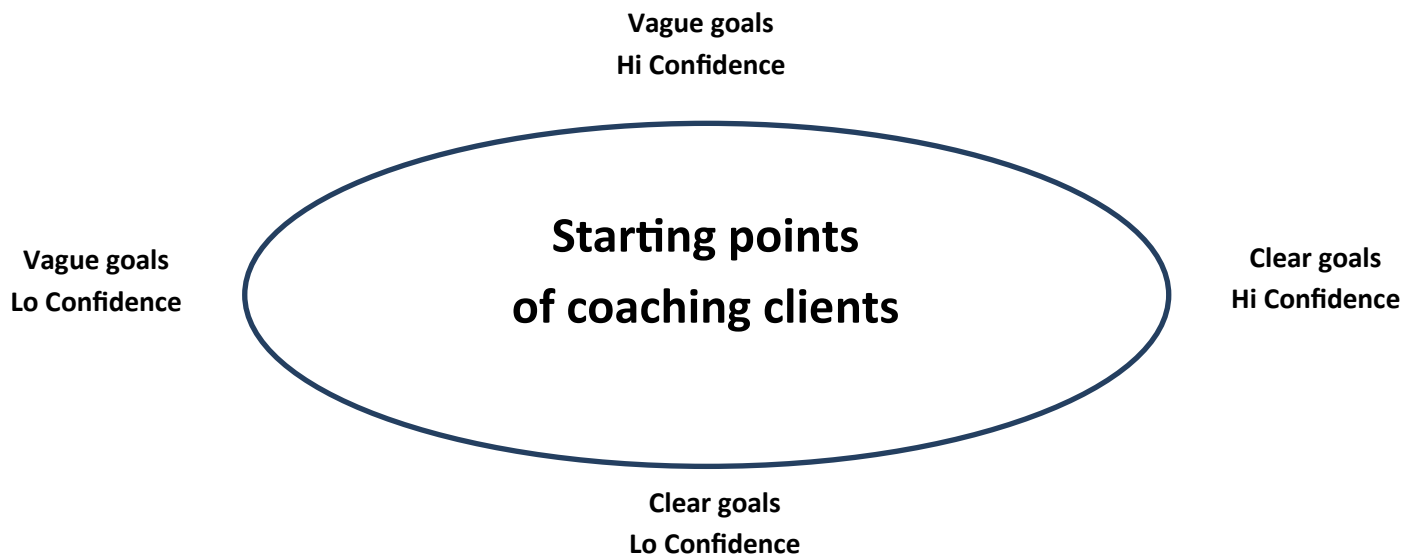 Vague goals
Hi Confidence
Starting points
of coaching clients
Vague goals
Lo Confidence
Clear goals
Hi Confidence
Clear goals
Lo Confidence